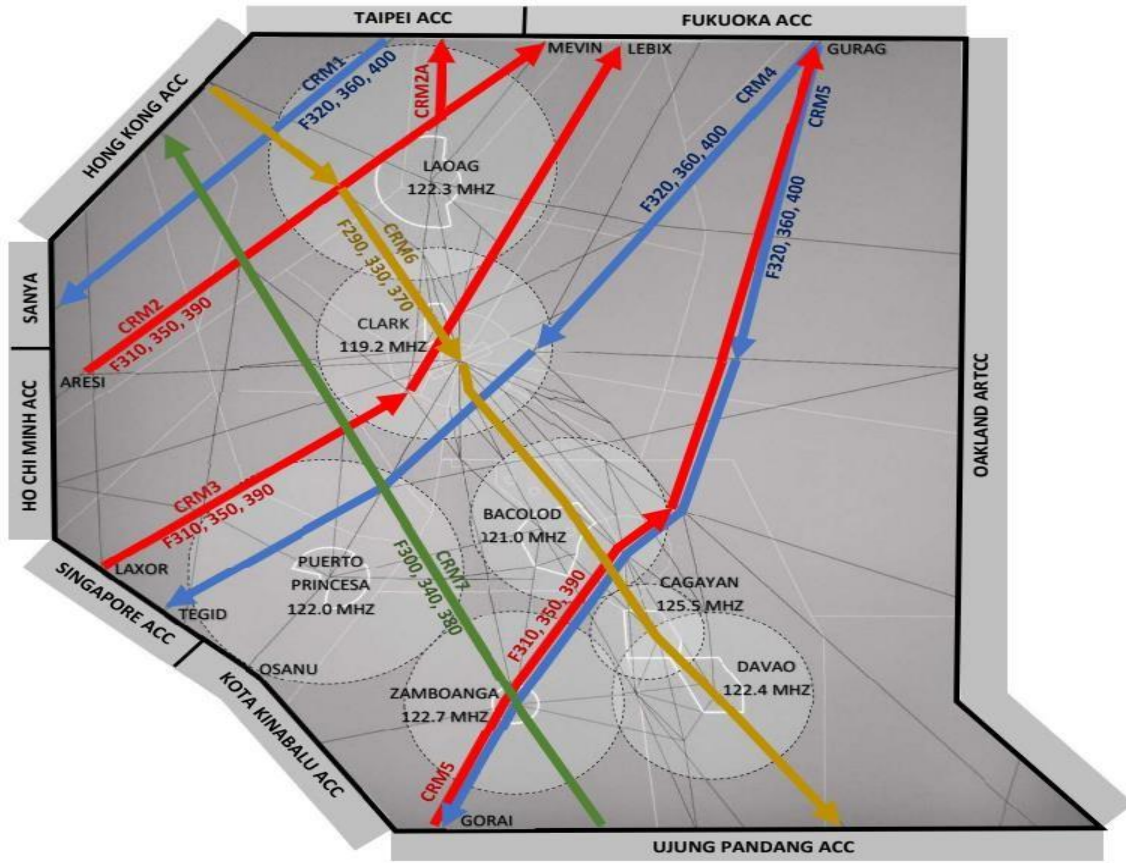 TAIPEI ACC
FUKUOKA ACC
HONG KONG ACC
CRM1
F320, 360, 400
CRM2A
MEVIN
LEBIX
GURAG
CRM4
F320, 360, 400
CRM5
F320, 360, 400
LAOAG
122.3 MHZ
SANYA
CRM6
F290, 330, 370
CRM2
F310, 350, 390
CLARK
119.2 MHZ
ARESI
HO CHI MINH ACC
OAKLAND ARTCC
CRM3
F310, 350, 390
LAXOR
BACOLOD
121.0 MHZ
PUERTO
PRINCESA
122.0 MHZ
CRM7
F300, 340, 380
F310, 350, 390
CAGAYAN
125.5 MHZ
SINGAPORE ACC
TEGID
OSANU
KOTA KINABALU ACC
ZAMBOANGA
122.7 MHZ
DAVAO
122.4 MHZ
CRM5
GORAI
UJUNG PANDANG ACC